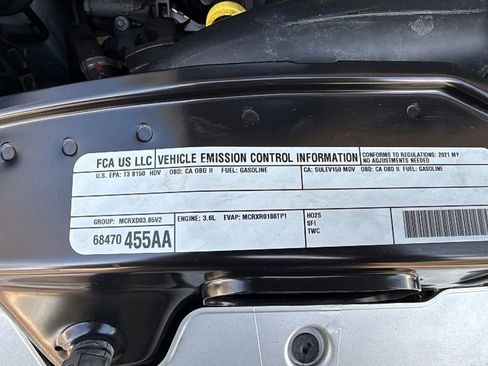 FCA US LLC VEHICLE EMISSION CONTROL INFORMATION CONFORMS TO REGULATIONS: 2021 MY
NO ADJUSTMENTS NEEDED
U.S. EPA: T3 B150 HDV OBD: CA OBD II FUEL: GASOLINE CA: SULEV150 MDV OBD: CA OBD II FUEL: GASOLINE
GROUP: MCRXD03.65V2 ENGINE: 3.6L EVAP: MCRXR0180TP1 HO2S
SFI
TWC
68470 455AA